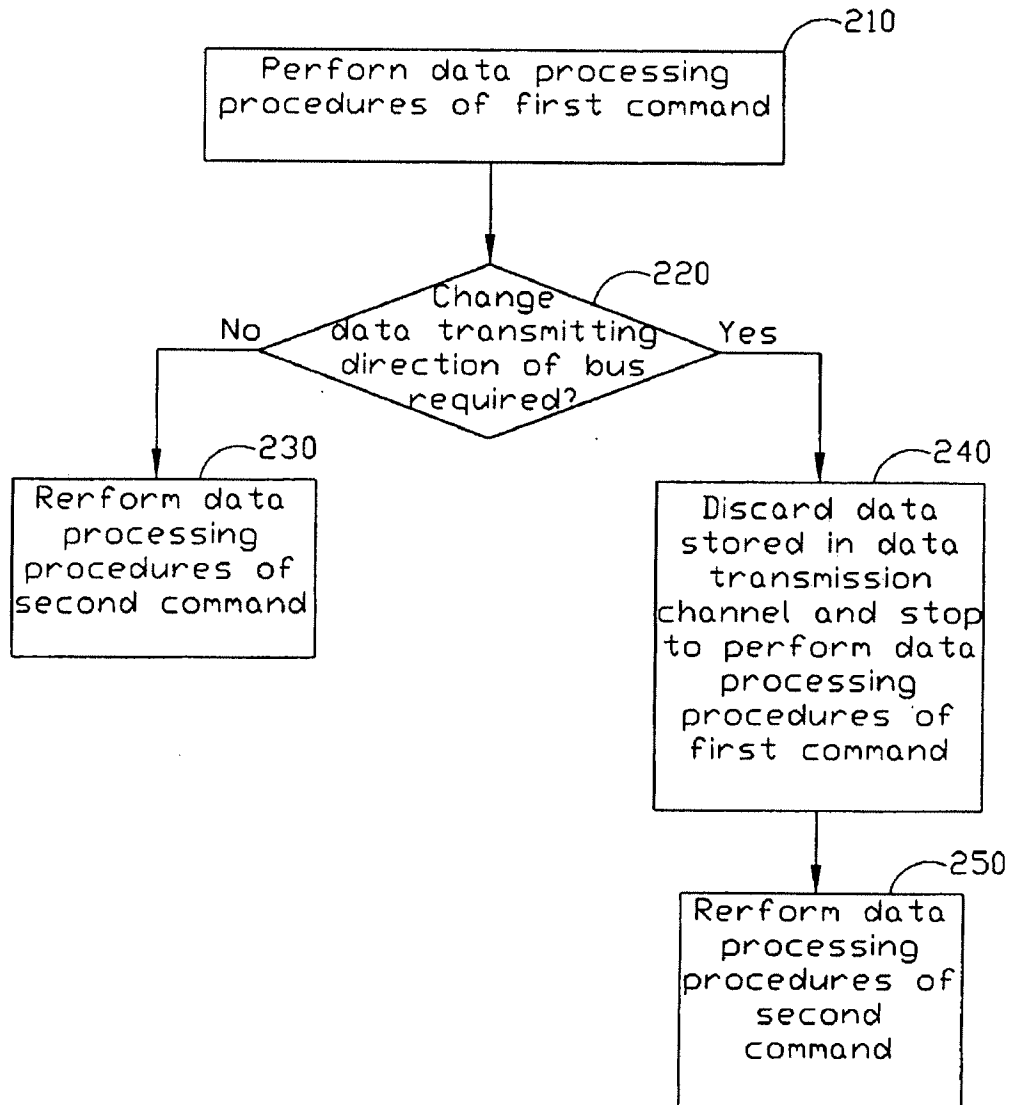 210
Perform data processing
procedures of first command
220
Change
data transmitting
direction of bus
required?
No
Yes
230
Rerform data
processing
procedures of
second command
240
Discard data
stored in data
transmission
channel and stop
to perform data
processing
procedures of
first command
250
Rerform data
processing
procedures of
second
command